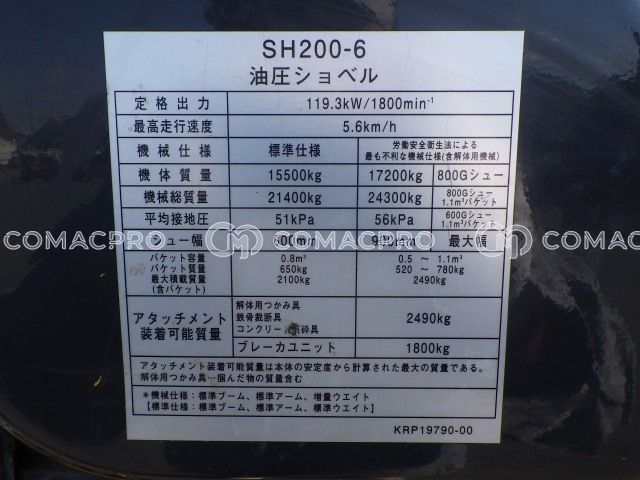 SH200-6
油圧ショベル
定格出力 119.3kW/1800min⁻¹
最高走行速度 5.6km/h
機械仕様 標準仕様 労働安全衛生法による
最も不利な機械仕様(含解体用機械)
機体質量 15500kg 17200kg 800Gシュー
機械総質量 21400kg 24300kg 800Gシュー
1.1m³バケット
平均接地圧 51kPa 56kPa 600Gシュー
1.1m³バケット
シュー幅 最大幅
COMACPRO COMACPRO COMACPRO
バケット容量 0.8m³ 0.5 ~ 1.1m³
バケット質量 650kg 520 ~ 780kg
最大積載質量 2100kg 2490kg
(含バケット)
アタッチメント
装着可能質量
解体用つかみ具
鉄骨裁断具
コンクリート 砕具
2490kg
ブレーカユニット 1800kg
アタッチメント装着可能質量は本体の安定度から計算された最大の質量である。
解体用つかみ具…掴んだ物の質量含む
*機械仕様:標準ブーム、標準アーム、増量ウエイト
【標準仕様:標準ブーム、標準アーム、標準ウエイト】
KRP19790-00